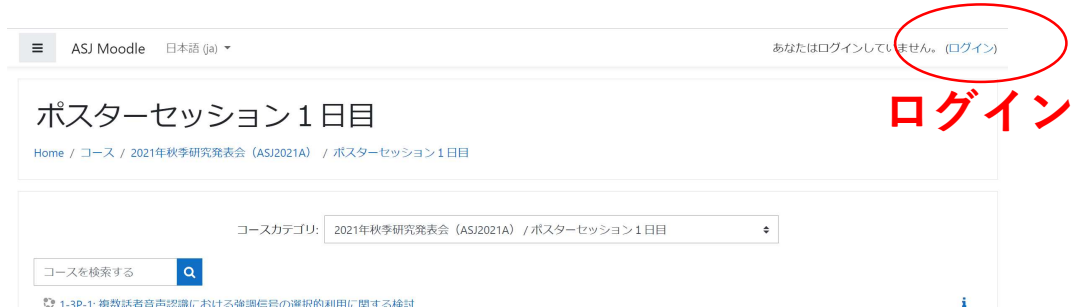 ASJ Moodle 日本語 (ja)
あなたはログインしていません。 (ログイン)
ログイン
ポスターセッション１日目
Home / コース / 2021年秋季研究発表会（ASJ2021A） / ポスターセッション１日目
コースカテゴリ: 2021年秋季研究発表会（ASJ2021A） / ポスターセッション１日目
コースを検索する
1-3P-1: 複数話者音声認識における強調信号の選択的利用に関する検討